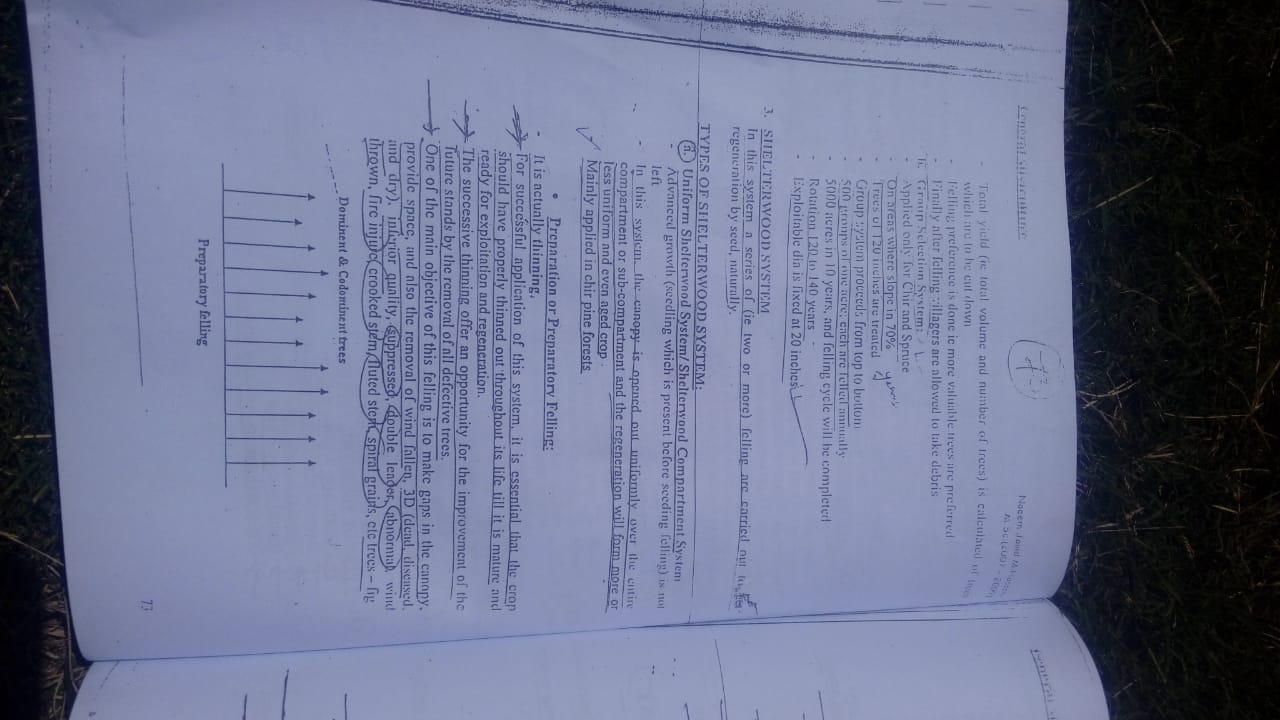 General silviculture
Naeem Javid M.Hassani
M.Sc (2007 - 2009)
- Total yield (ie total volume and number of trees) is calculated of trees
which are to be cut down
- Felling preference is done ie more valuable trees are preferred
- Finally after felling villagers are allowed to take debris
Group Selection System:
- Applied only for Chir and Spruce
- On areas where slope in 70%
- Trees of 120 inches are treated years
- Group system proceeds from top to bottom
- 500 groups of one acre, each are felled annually
- 5000 acres in 10 years, and felling cycle will be completed
- Rotation 120 to 140 years
- Exploitable dia is fixed at 20 inches
3. SHELTERWOOD SYSTEM
In this system a series of (ie two or more) felling are carried out
regeneration by seed, naturally.
TYPES OF SHELTERWOOD SYSTEM:
a. Uniform Shelterwood System/ Shelterwood Compartment System
- Advanced growth (seedling which is present before seeding felling) is not
left
- In this system, the canopy is opened out uniformly over the entire
compartment or sub-compartment and the regeneration will form more or
less uniform and even aged crop
Mainly applied in chir pine forests
• Preparation or Preparatory Felling:
It is actually thinning.
For successful application of this system, it is essential that the crop
should have properly thinned out throughout its life till it is mature and
ready for exploitation and regeneration.
The successive thinning offer an opportunity for the improvement of the
future stands by the removal of all defective trees.
One of the main objective of this felling is to make gaps in the canopy,
provide space, and also the removal of wind fallen, 3D (dead, diseased,
and dry), inferior quality, suppressed, double leader, abnormal, wind
thrown, fire injury, crooked stem, fluted stem, spiral grains, etc trees – fig
Dominent & Codominent trees
Preparatory felling
73
General